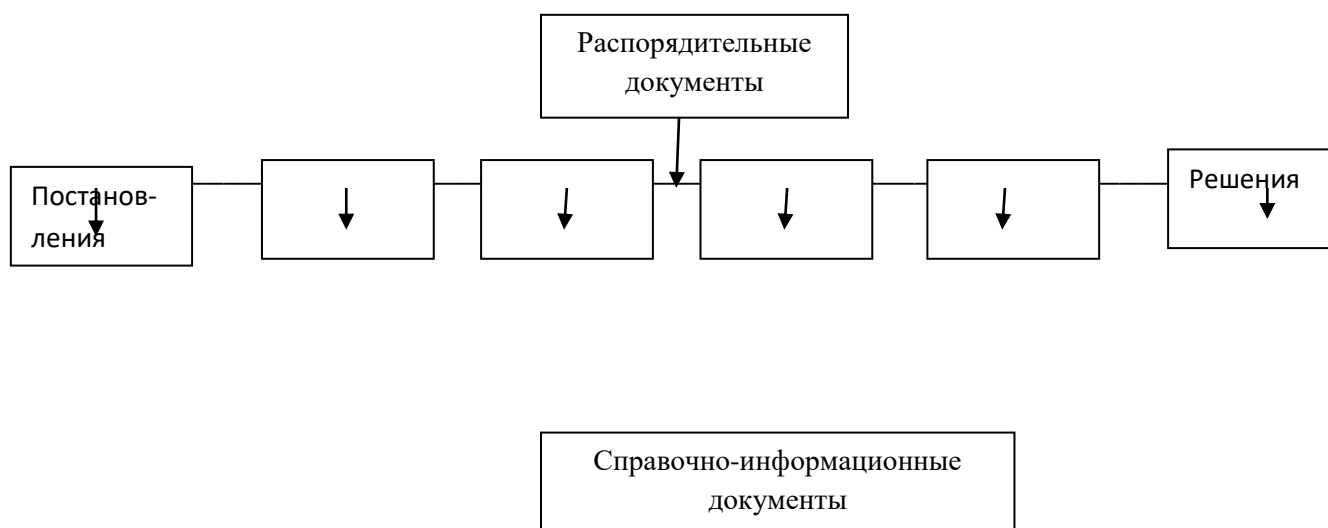 Распорядительные
документы
Постанов-
ления
Решения
Справочно-информационные
документы